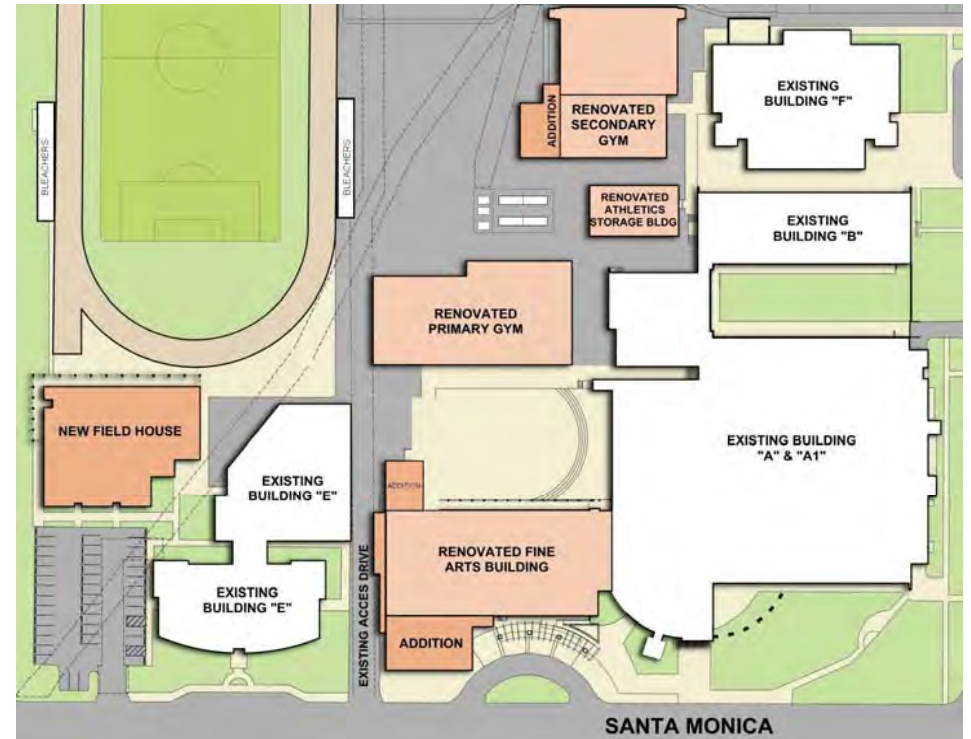 BLEACHERS
BLEACHERS
ADDITION
RENOVATED
SECONDARY
GYM
EXISTING
BUILDING "F"
RENOVATED
ATHLETICS
STORAGE BLDG
EXISTING
BUILDING "B"
RENOVATED
PRIMARY GYM
NEW FIELD HOUSE
EXISTING
BUILDING "E"
EXISTING BUILDING
"A" & "A1"
ADDITION
RENOVATED FINE
ARTS BUILDING
EXISTING
BUILDING "E"
EXISTING ACCES DRIVE
ADDITION
SANTA MONICA